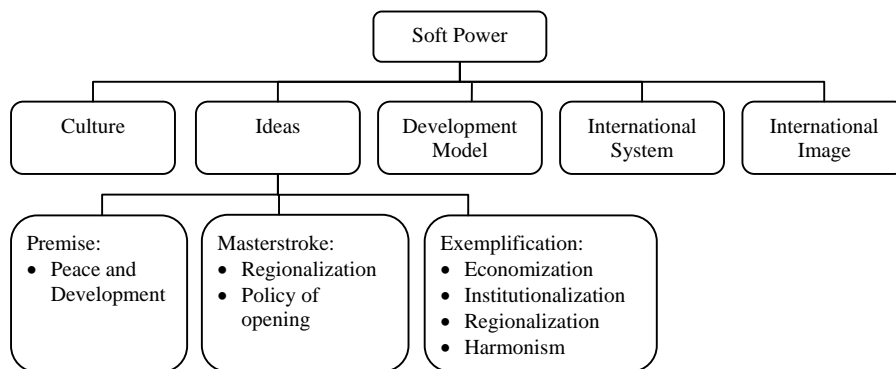 Soft Power
Culture
Ideas
Development
Model
International
System
International
Image
Premise:
• Peace and
Development
Masterstroke:
• Regionalization
• Policy of
opening
Exemplification:
• Economization
• Institutionalization
• Regionalization
• Harmonism